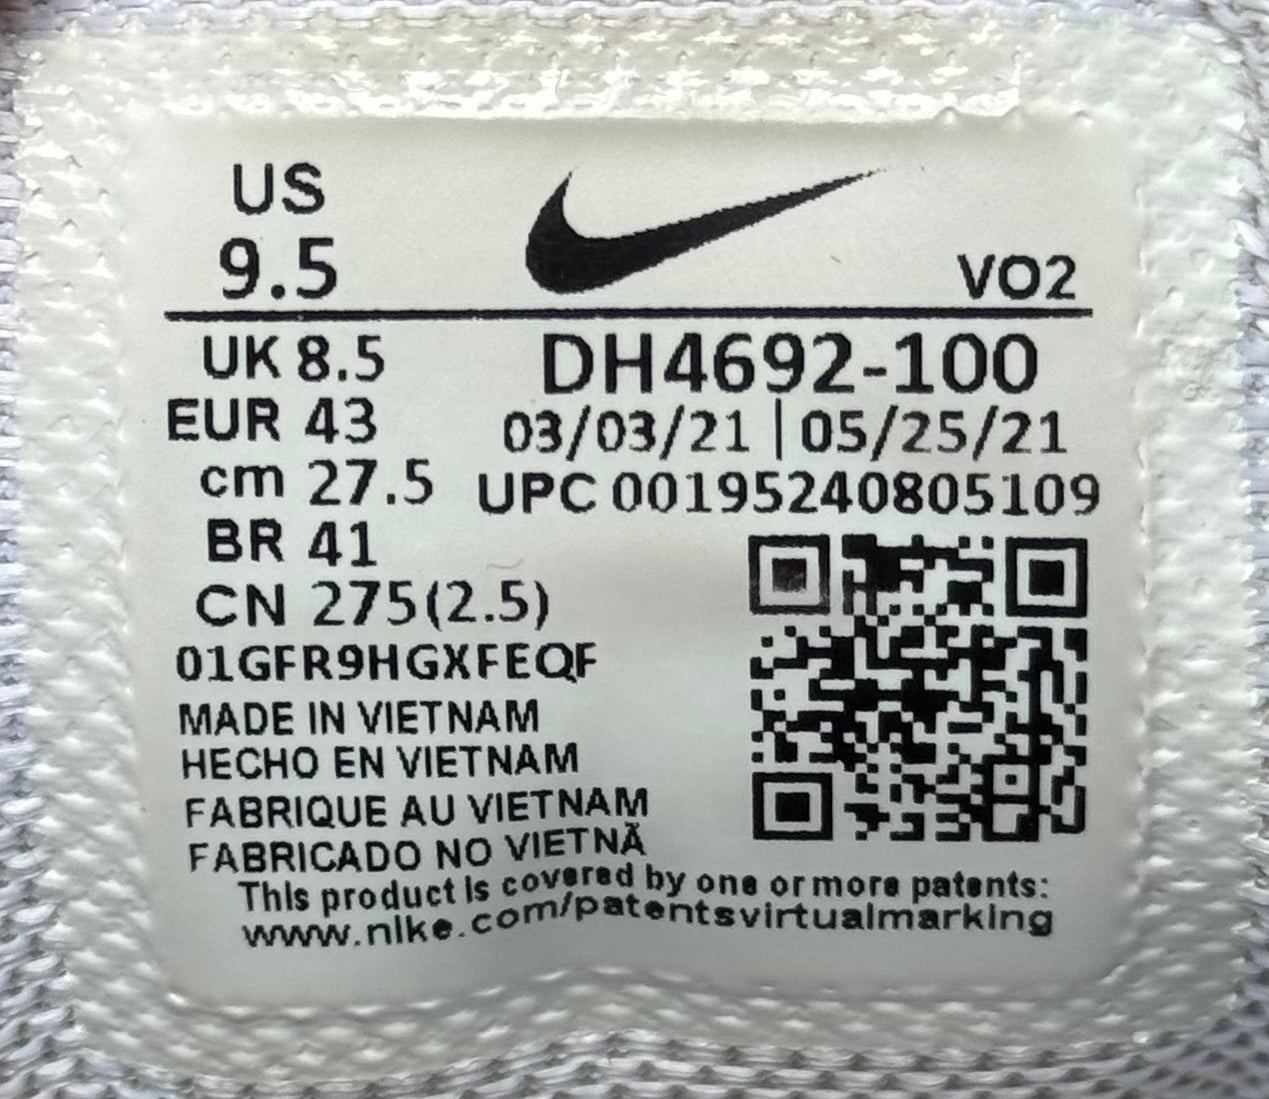 US
9.5
VO2
UK 8.5
DH4692-100
EUR 43
03/03/21 | 05/25/21
cm 27.5
UPC 00195240805109
BR 41
CN 275(2.5)
01GFR9HGXFEQF
MADE IN VIETNAM
HECHO EN VIETNAM
FABRIQUE AU VIETNAM
FABRICADO NO VIETNÃ
This product is covered by one or more patents:
www.nike.com/patentsvirtualmarking